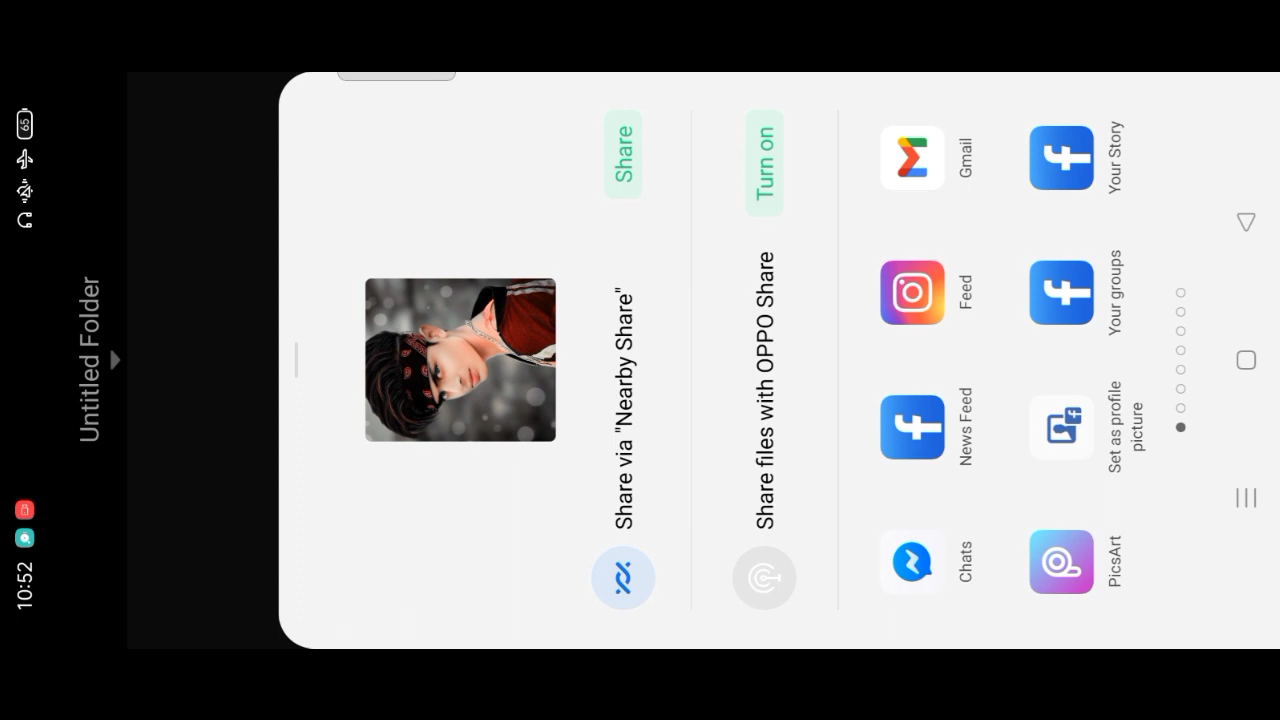 10:52
65
Untitled Folder
Share via "Nearby Share"
Share
Share files with OPPO Share
Turn on
Chats
News Feed
Feed
Gmail
PicsArt
Set as profile
picture
Your groups
Your Story